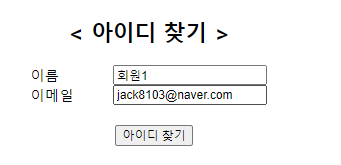 < 아이디 찾기 >
이름 회원1
이메일 jack8103@naver.com
아이디 찾기